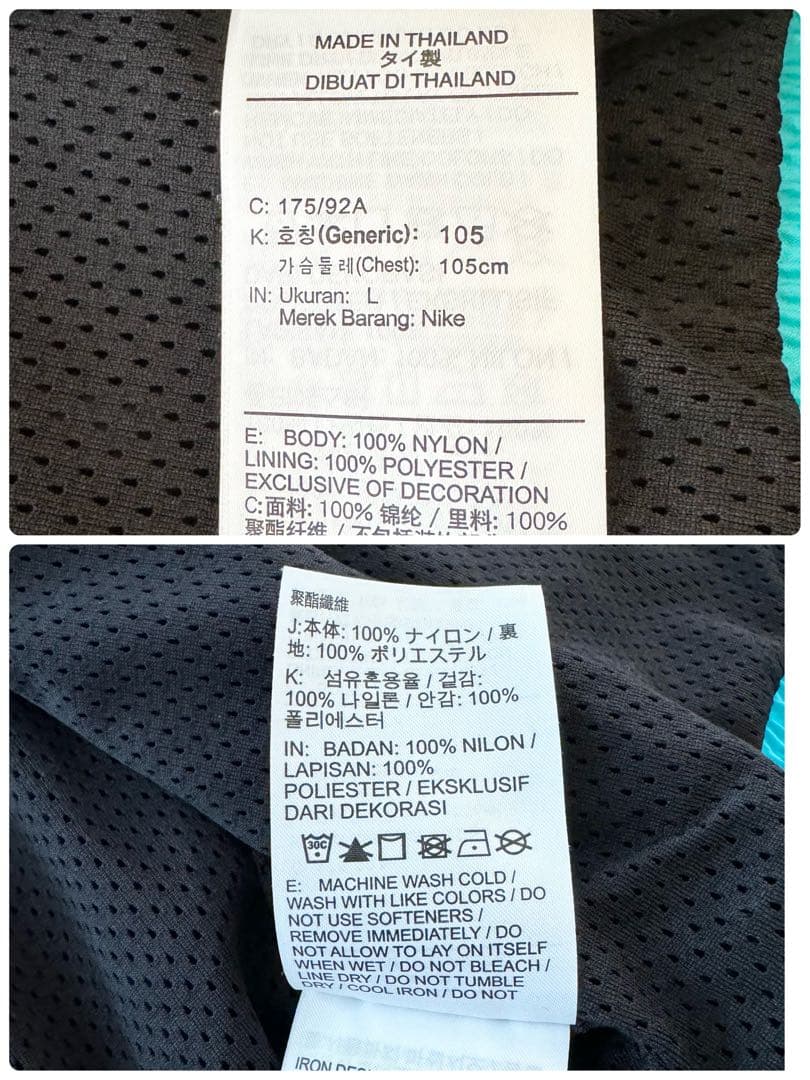 MADE IN THAILAND
タイ製
DIBUAT DI THAILAND
C: 175/92A
K: 호칭(Generic): 105
가슴둘레(Chest): 105cm
IN: Ukuran: L
Merek Barang: Nike
E: BODY: 100% NYLON /
LINING: 100% POLYESTER /
EXCLUSIVE OF DECORATION
C:面料: 100% 锦纶 / 里料: 100%
聚酯纤维 /
聚酯纖維
J:本体: 100% ナイロン / 裏
地: 100% ポリエステル
K: 섬유혼용율 / 겉감:
100% 나일론 / 안감: 100%
폴리에스터
IN: BADAN: 100% NILON /
LAPISAN: 100%
POLIESTER / EKSKLUSIF
DARI DEKORASI
30C
E: MACHINE WASH COLD /
WASH WITH LIKE COLORS / DO
NOT USE SOFTENERS /
REMOVE IMMEDIATELY / DO
NOT ALLOW TO LAY ON ITSELF
WHEN WET / DO NOT BLEACH /
LINE DRY / DO NOT TUMBLE
DRY / COOL IRON / DO NOT
IRON